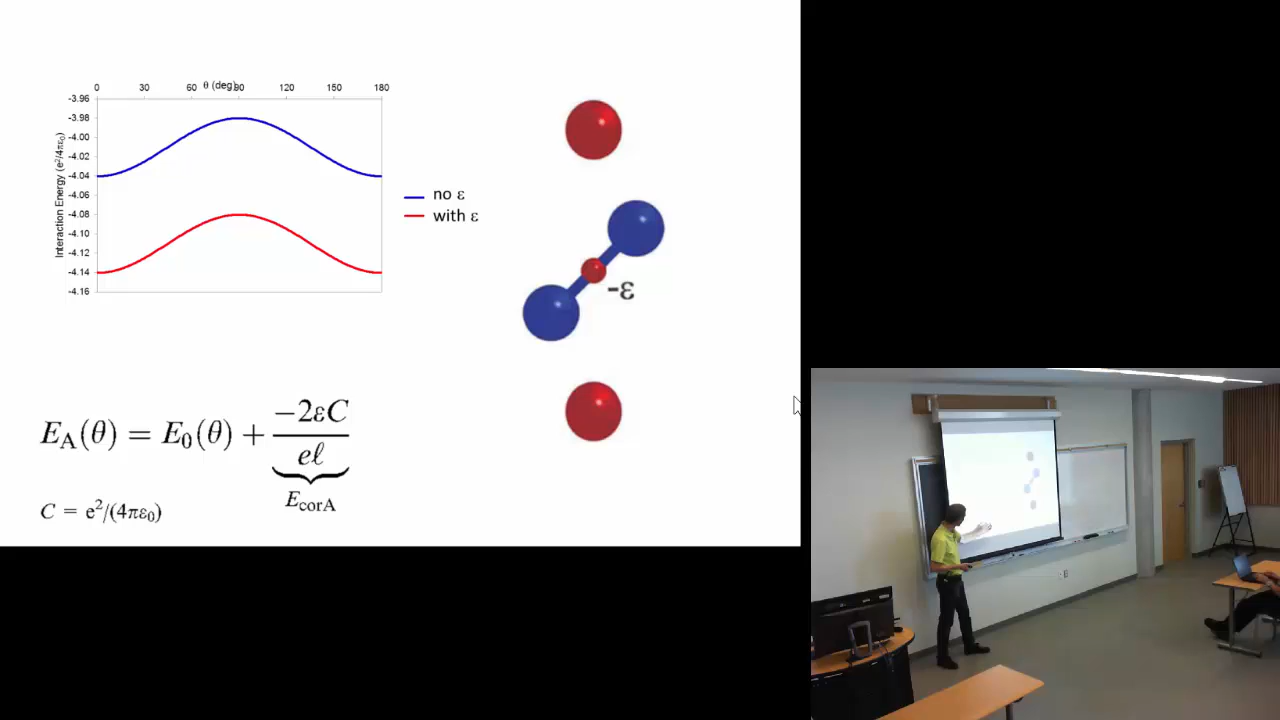 θ (deg)
0 30 60 90 120 150 180
-3.96
-3.98
-4.00
-4.02
-4.04
-4.06
-4.08
-4.10
-4.12
-4.14
-4.16
Interaction Energy (e²/4πε₀)
no ε
with ε
-ε
E_A(θ) = E₀(θ) + −2εC / eℓ
E_corA
C = e²/(4πε₀)